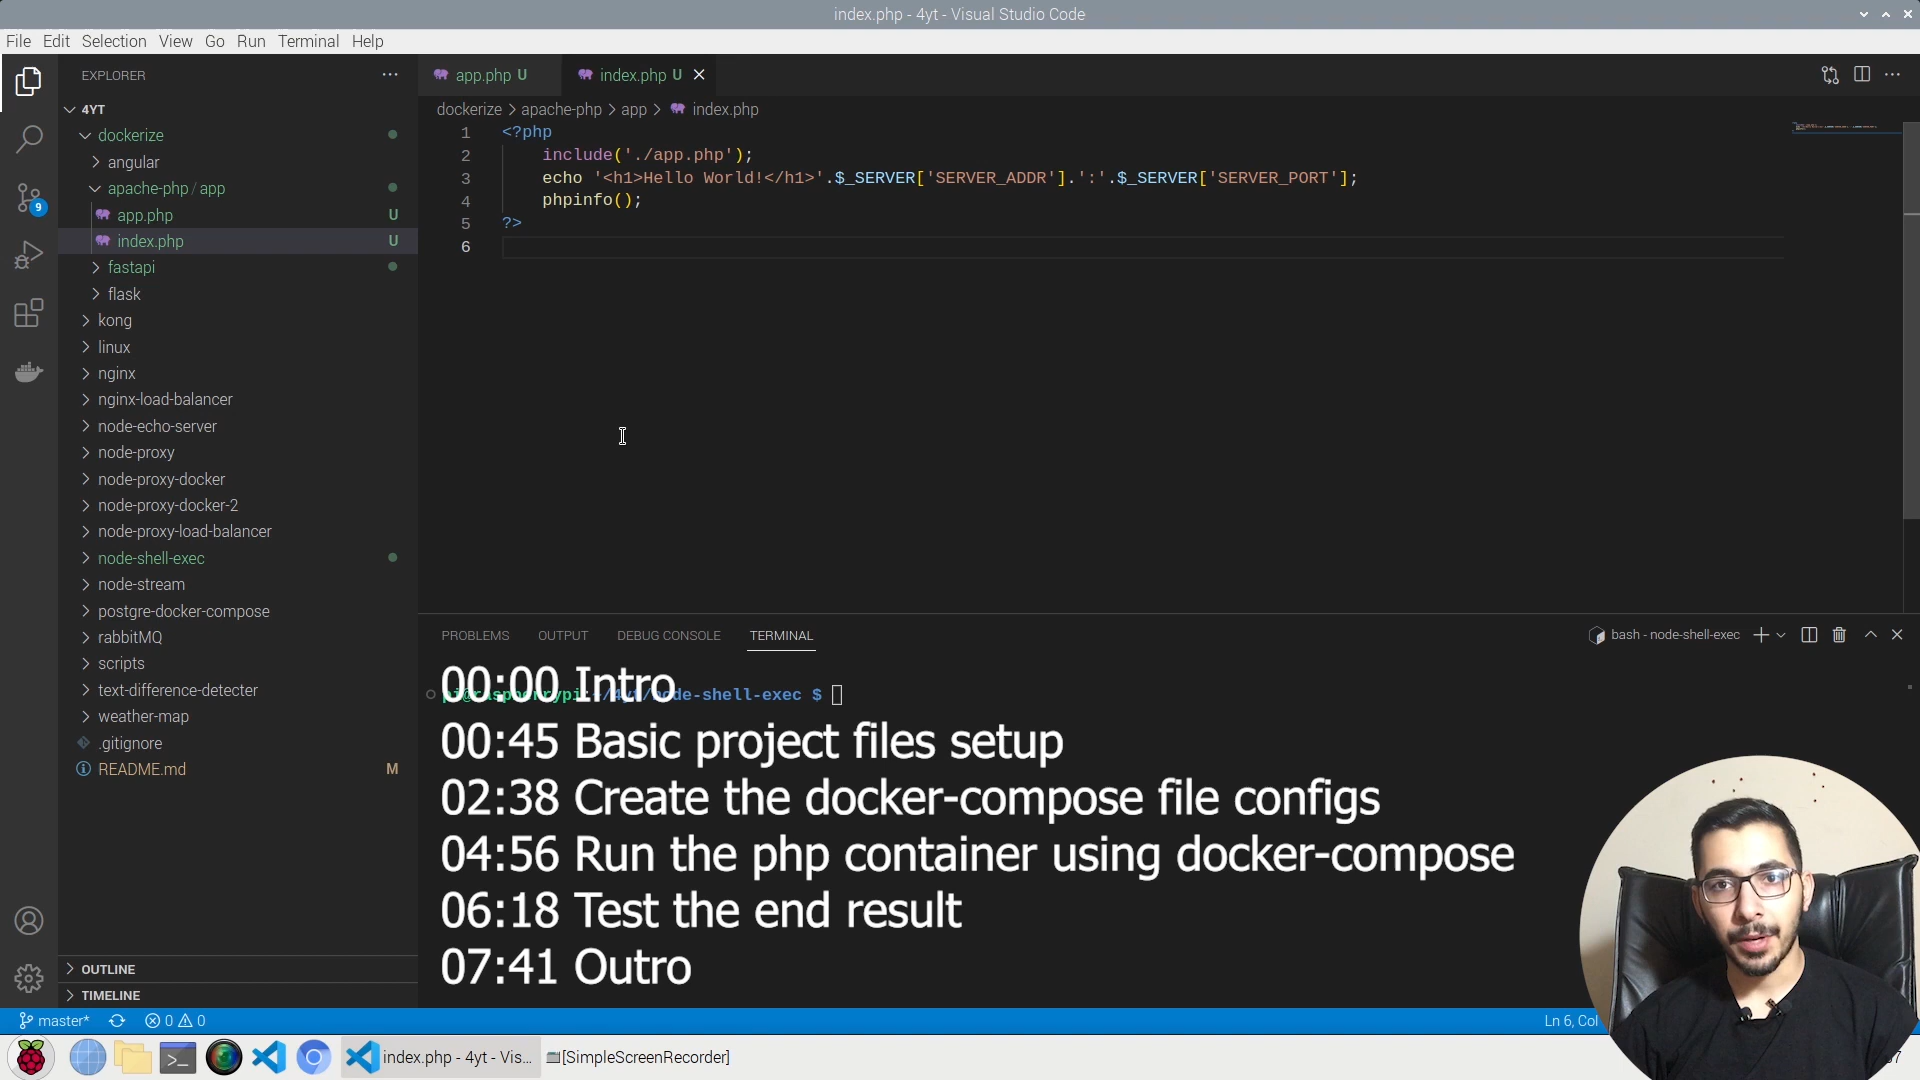 index.php - 4yt - Visual Studio Code
File Edit Selection View Go Run Terminal Help
EXPLORER
4YT
dockerize
angular
apache-php / app
app.php U
index.php U
fastapi
flask
kong
linux
nginx
nginx-load-balancer
node-echo-server
node-proxy
node-proxy-docker
node-proxy-docker-2
node-proxy-load-balancer
node-shell-exec
node-stream
postgre-docker-compose
rabbitMQ
scripts
text-difference-detecter
weather-map
.gitignore
README.md M
OUTLINE
TIMELINE
9
app.php U index.php U
dockerize > apache-php > app > index.php
1 <?php
2 include('./app.php');
3 echo '<h1>Hello World!</h1>'.$_SERVER['SERVER_ADDR'].':'.$_SERVER['SERVER_PORT'];
4 phpinfo();
5 ?>
6
PROBLEMS OUTPUT DEBUG CONSOLE TERMINAL
bash - node-shell-exec
pi@raspberrypi:~/4yt/node-shell-exec $
00:00 Intro
00:45 Basic project files setup
02:38 Create the docker-compose file configs
04:56 Run the php container using docker-compose
06:18 Test the end result
07:41 Outro
master* 0 0 Ln 6, Col
index.php - 4yt - Vis... [SimpleScreenRecorder]